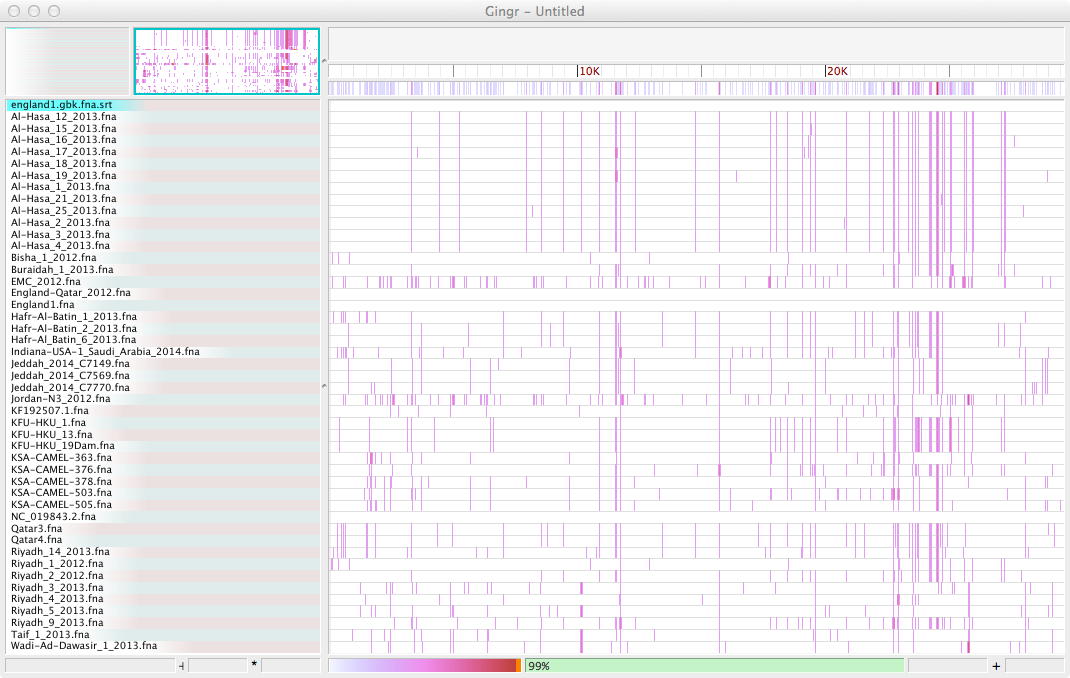 Gingr – Untitled
10K
20K
england1.gbk.fna.srt
Al-Hasa_12_2013.fna
Al-Hasa_15_2013.fna
Al-Hasa_16_2013.fna
Al-Hasa_17_2013.fna
Al-Hasa_18_2013.fna
Al-Hasa_19_2013.fna
Al-Hasa_1_2013.fna
Al-Hasa_21_2013.fna
Al-Hasa_25_2013.fna
Al-Hasa_2_2013.fna
Al-Hasa_3_2013.fna
Al-Hasa_4_2013.fna
Bisha_1_2012.fna
Buraidah_1_2013.fna
EMC_2012.fna
England-Qatar_2012.fna
England1.fna
Hafr-Al-Batin_1_2013.fna
Hafr-Al-Batin_2_2013.fna
Hafr-Al_Batin_6_2013.fna
Indiana-USA-1_Saudi_Arabia_2014.fna
Jeddah_2014_C7149.fna
Jeddah_2014_C7569.fna
Jeddah_2014_C7770.fna
Jordan-N3_2012.fna
KF192507.1.fna
KFU-HKU_1.fna
KFU-HKU_13.fna
KFU-HKU_19Dam.fna
KSA-CAMEL-363.fna
KSA-CAMEL-376.fna
KSA-CAMEL-378.fna
KSA-CAMEL-503.fna
KSA-CAMEL-505.fna
NC_019843.2.fna
Qatar3.fna
Qatar4.fna
Riyadh_14_2013.fna
Riyadh_1_2012.fna
Riyadh_2_2012.fna
Riyadh_3_2013.fna
Riyadh_4_2013.fna
Riyadh_5_2013.fna
Riyadh_9_2013.fna
Taif_1_2013.fna
Wadi-Ad-Dawasir_1_2013.fna
* 99% +